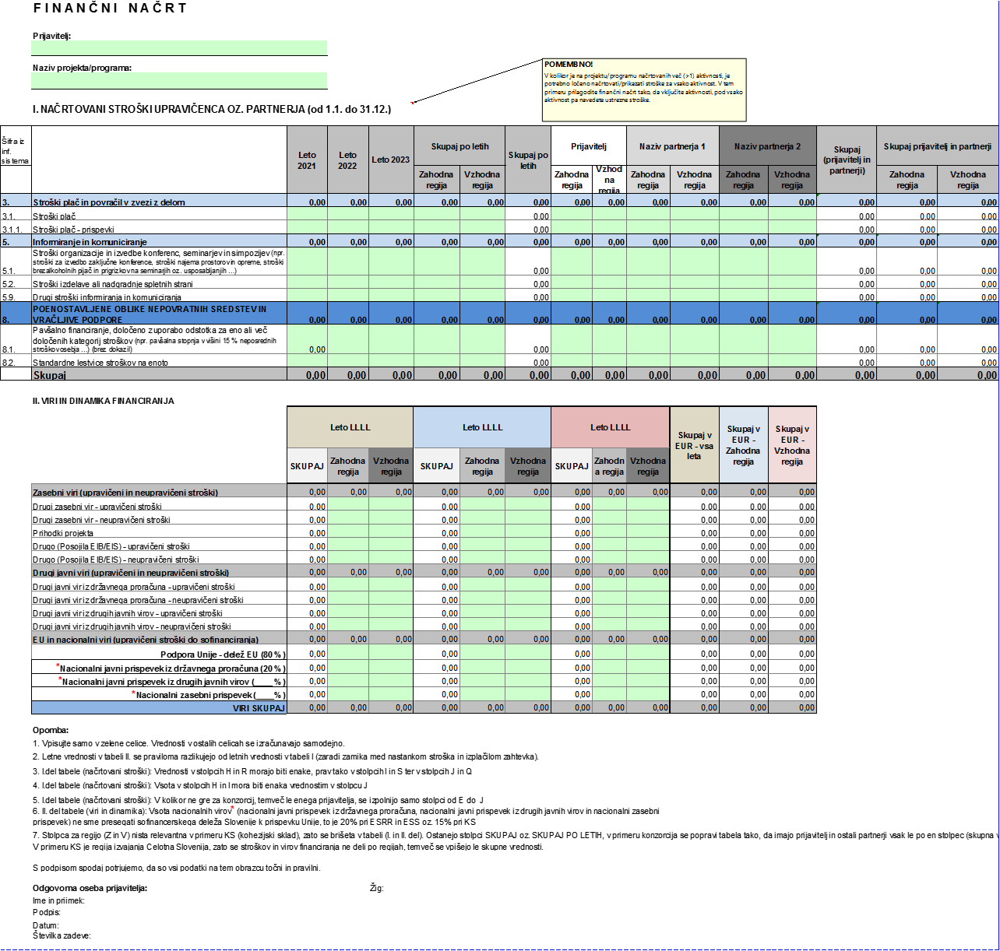 FINANČNI NAČRT
Prijavitelj:
Naziv projekta/programa:
POMEMBNO!
V kolikor je na projektu/programu načrtovanih več (>1) aktivnosti, je
potrebno ločeno načrtovati/prikazati stroške za vsako aktivnost. V tem
primeru prilagodite finančni načrt tako, da vključite aktivnosti, pod vsako
aktivnost pa navedete ustrezne stroške.
I. NAČRTOVANI STROŠKI UPRAVIČENCA OZ. PARTNERJA (od 1.1. do 31.12.)
Šifra iz inf. sistema
Leto 2021 Leto 2022 Leto 2023 Skupaj po letih Skupaj po letih Prijavitelj Naziv partnerja 1 Naziv partnerja 2 Skupaj (prijavitelj in partnerji) Skupaj prijavitelj in partnerji
Zahodna regija Vzhodna regija Zahodna regija Vzhod na regija Zahodna regija Vzhodna regija Zahodna regija Vzhodna regija Zahodna regija Vzhodna regija
3. Stroški plač in povračil v zvezi z delom 0,00 0,00 0,00 0,00 0,00 0,00 0,00 0,00 0,00 0,00 0,00 0,00 0,00 0,00 0,00
3.1. Stroški plač 0,00 0,00 0,00 0,00
3.1.1. Stroški plač - prispevki 0,00 0,00 0,00 0,00
5. Informiranje in komuniciranje 0,00 0,00 0,00 0,00 0,00 0,00 0,00 0,00 0,00 0,00 0,00 0,00 0,00 0,00 0,00
Stroški organizacije in izvedbe konferenc, seminarjev in simpozijev (npr.
stroški za izvedbo zaključne konference, stroški najema prostorov in opreme, stroški
5.1. brezalkoholnih pijač in prigrizkov na seminarjih oz. usposabljanjih ...) 0,00 0,00 0,00 0,00
5.2. Stroški izdelave ali nadgradnje spletnih strani 0,00 0,00 0,00 0,00
5.9. Drugi stroški informiranja in komuniciranja 0,00 0,00 0,00 0,00
POENOSTAVLJENE OBLIKE NEPOVRATNIH SREDSTEV IN
8. VRAČLJIVE PODPORE 0,00 0,00 0,00 0,00 0,00 0,00 0,00 0,00 0,00 0,00 0,00 0,00 0,00 0,00 0,00
Pavšalno financiranje, določeno z uporabo odstotka za eno ali več
določenih kategorij stroškov (npr. pavšalna stopnja v višini 15 % neposrednih
8.1. stroškov osebja ...) (brez dokazil) 0,00 0,00 0,00 0,00 0,00
8.2. Standardne lestvice stroškov na enoto 0,00 0,00 0,00 0,00
Skupaj 0,00 0,00 0,00 0,00 0,00 0,00 0,00 0,00 0,00 0,00 0,00 0,00 0,00 0,00 0,00
II. VIRI IN DINAMIKA FINANCIRANJA
Leto LLLL Leto LLLL Leto LLLL Skupaj v EUR - vsa leta Skupaj v EUR - Zahodna regija Skupaj v EUR - Vzhodna regija
SKUPAJ Zahodna regija Vzhodna regija SKUPAJ Zahodna regija Vzhodna regija SKUPAJ Zahodn a regija Vzhodna regija
Zasebni viri (upravičeni in neupravičeni stroški) 0,00 0,00 0,00 0,00 0,00 0,00 0,00 0,00 0,00 0,00 0,00 0,00
Drugi zasebni vir - upravičeni stroški 0,00 0,00 0,00 0,00 0,00 0,00
Drugi zasebni vir - neupravičeni stroški 0,00 0,00 0,00 0,00 0,00 0,00
Prihodki projekta 0,00 0,00 0,00 0,00 0,00 0,00
Drugo (Posojila EIB/EIS) - upravičeni stroški 0,00 0,00 0,00 0,00 0,00 0,00
Drugo (Posojila EIB/EIS) - neupravičeni stroški 0,00 0,00 0,00 0,00 0,00 0,00
Drugi javni viri (upravičeni in neupravičeni stroški) 0,00 0,00 0,00 0,00 0,00 0,00 0,00 0,00 0,00 0,00 0,00 0,00
Drugi javni vir iz državnega proračuna - upravičeni stroški 0,00 0,00 0,00 0,00 0,00 0,00
Drugi javni vir iz državnega proračuna - neupravičeni stroški 0,00 0,00 0,00 0,00 0,00 0,00
Drugi javni vir iz drugih javnih virov - upravičeni stroški 0,00 0,00 0,00 0,00 0,00 0,00
Drugi javni vir iz drugih javnih virov - neupravičeni stroški 0,00 0,00 0,00 0,00 0,00 0,00
EU in nacionalni viri (upravičeni stroški do sofinanciranja) 0,00 0,00 0,00 0,00 0,00 0,00 0,00 0,00 0,00 0,00 0,00 0,00
Podpora Unije - delež EU (80%) 0,00 0,00 0,00 0,00 0,00 0,00
*Nacionalni javni prispevek iz državnega proračuna (20%) 0,00 0,00 0,00 0,00 0,00 0,00
*Nacionalni javni prispevek iz drugih javnih virov (____%) 0,00 0,00 0,00 0,00 0,00 0,00
*Nacionalni zasebni prispevek (____%) 0,00 0,00 0,00 0,00 0,00 0,00
VIRI SKUPAJ 0,00 0,00 0,00 0,00 0,00 0,00 0,00 0,00 0,00 0,00 0,00 0,00
Opomba:
1. Vpisujte samo v zelene celice. Vrednosti v ostalih celicah se izračunavajo samodejno.
2. Letne vrednosti v tabeli II. se praviloma razlikujejo od letnih vrednosti v tabeli I (zaradi zamika med nastankom stroška in izplačilom zahtevka).
3. I.del tabele (načrtovani stroški): Vrednosti v stolpcih H in R morajo biti enake, prav tako v stolpcih I in S ter v stolpcih J in Q
4. I.del tabele (načrtovani stroški): Vsota v stolpcih H in I mora biti enaka vrednostim v stolpcu J
5. I.del tabele (načrtovani stroški): V kolikor ne gre za konzorcij, temveč le enega prijavitelja, se izpolnijo samo stolpci od E do J
6. II. del tabele (viri in dinamika): Vsota nacionalnih virov* (nacionalni javni prispevek iz državnega proračuna, nacionalni javni prispevek iz drugih javnih virov in nacionalni zasebni
prispevek) ne sme presegati sofinancerskega deleža Slovenije k prispevku Unije, to je 20% pri ESRR in ESS oz. 15% pri KS
7. Stolpca za regijo (Z in V) nista relevantna v primeru KS (kohezijski sklad), zato se brišeta v tabeli (I. in II. del). Ostanejo stolpci SKUPAJ oz. SKUPAJ PO LETIH, v primeru konzorcija se popravi tabela tako, da imajo prijavitelj in ostali partnerji vsak le po en stolpec (skupna v
V primeru KS je regija izvajanja Celotna Slovenija, zato se stroškov in virov financiranja ne deli po regijah, temveč se vpišejo le skupne vrednosti.
S podpisom spodaj potrjujemo, da so vsi podatki na tem obrazcu točni in pravilni.
Odgovorna oseba prijavitelja: Žig:
Ime in priimek:
Podpis:
Datum:
Številka zadeve: